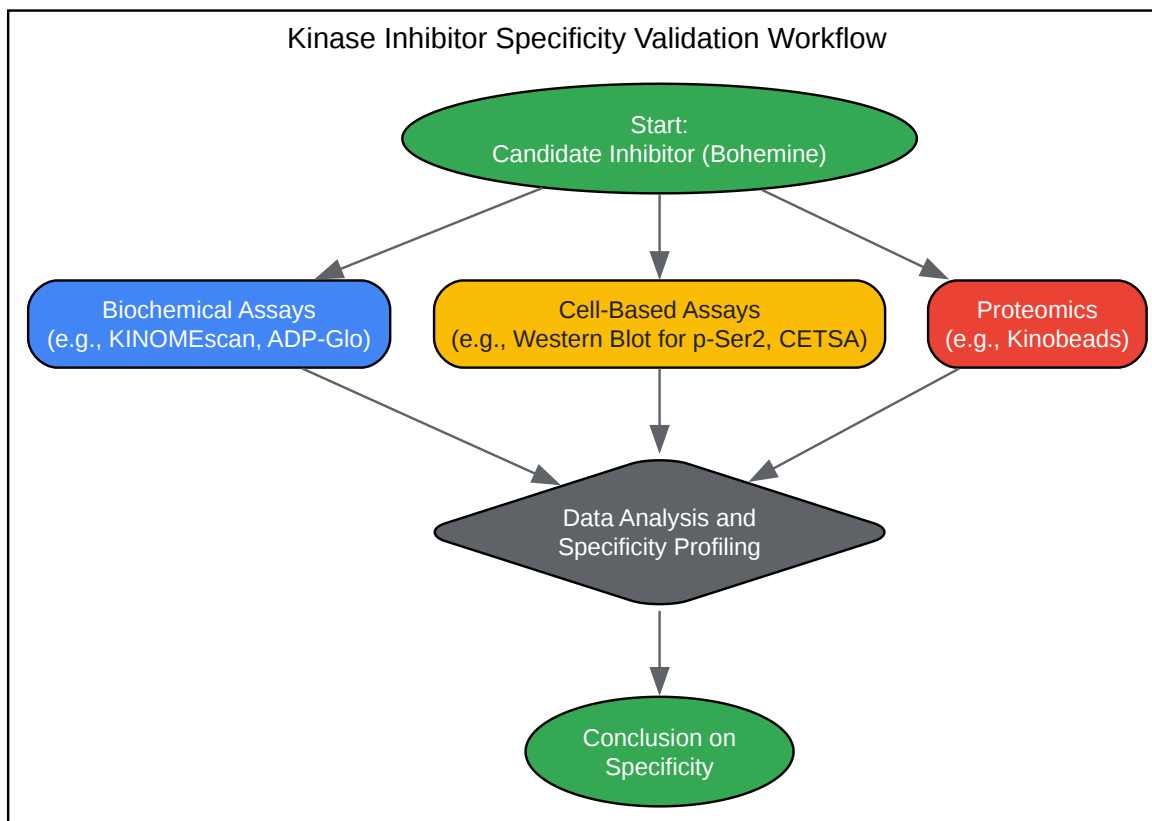 Kinase Inhibitor Specificity Validation Workflow
Start:
Candidate Inhibitor (Bohemine)
Biochemical Assays
(e.g., KINOMEscan, ADP-Glo)
Cell-Based Assays
(e.g., Western Blot for p-Ser2, CETSA)
Proteomics
(e.g., Kinobeads)
Data Analysis and
Specificity Profiling
Conclusion on
Specificity